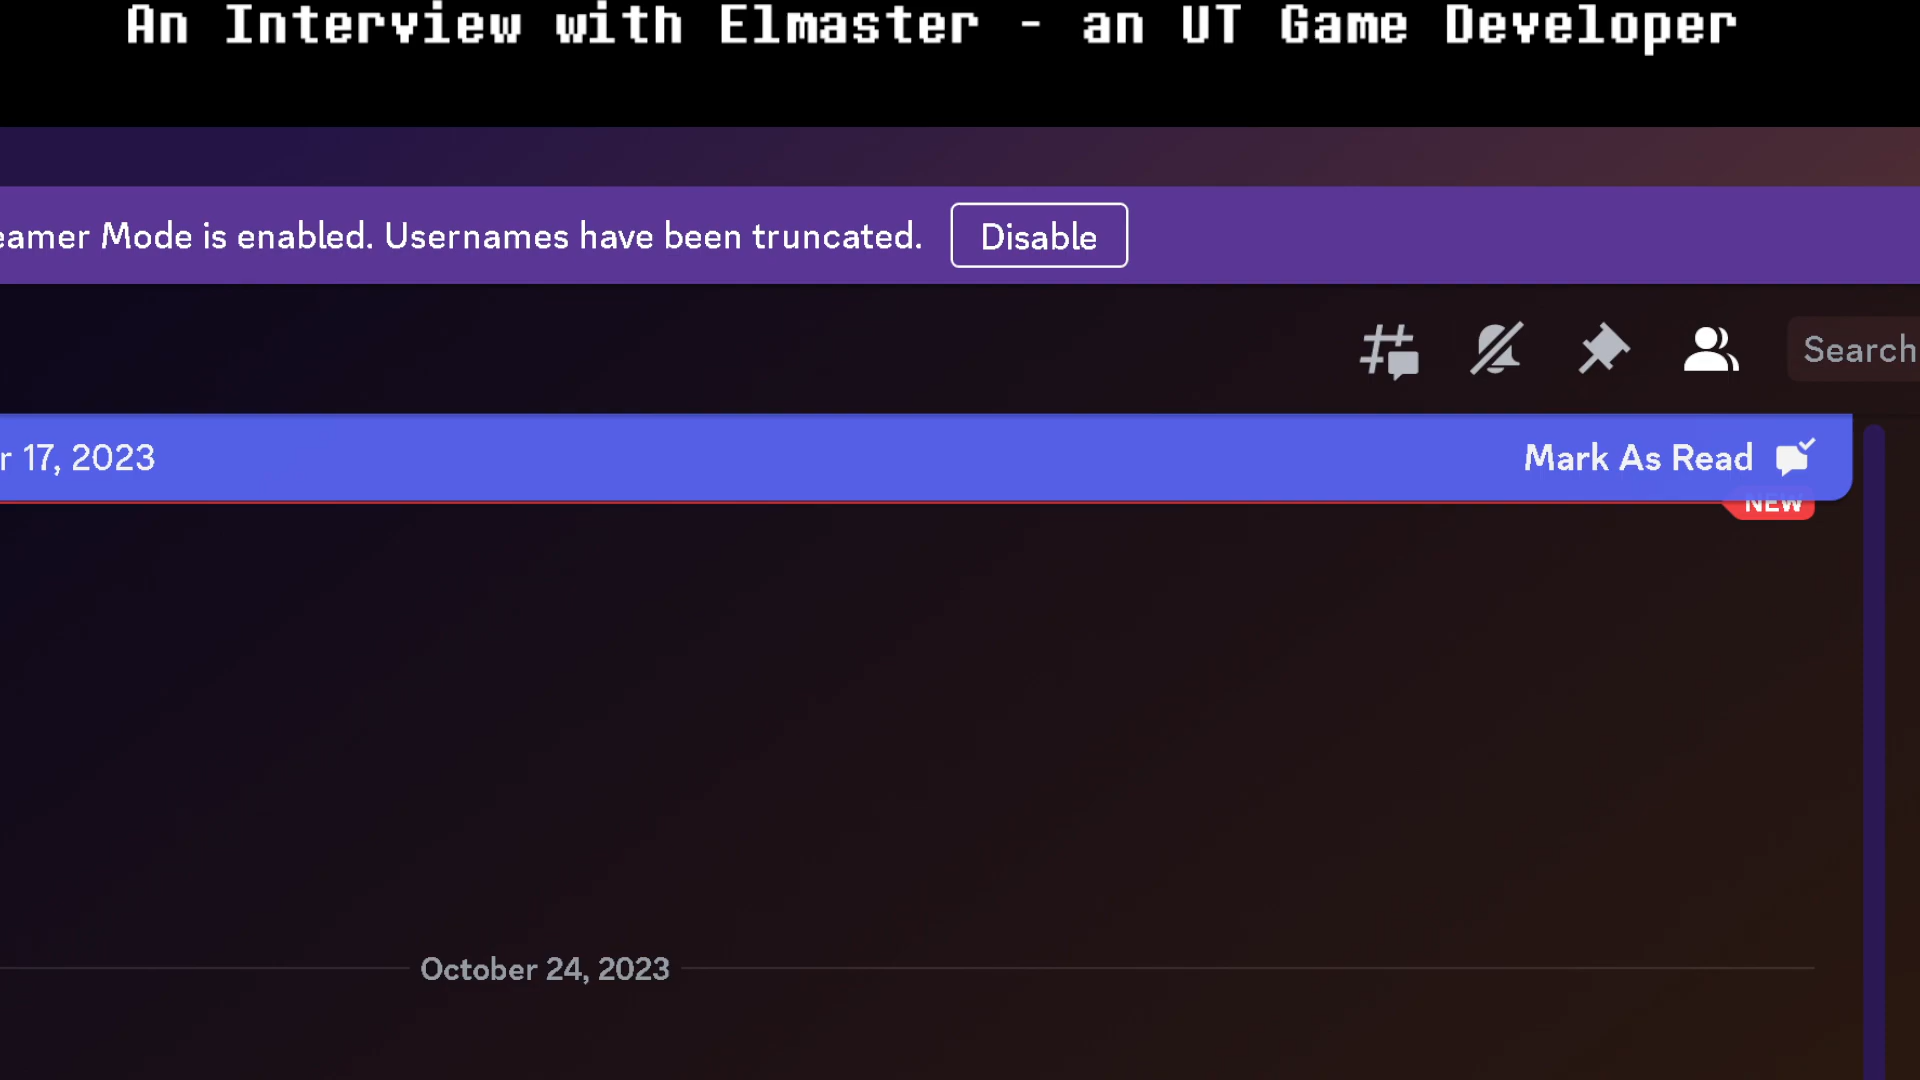 An Interview with Elmaster - an UT Game Developer
eamer Mode is enabled. Usernames have been truncated. Disable
Search
r 17, 2023 Mark As Read
NEW
October 24, 2023